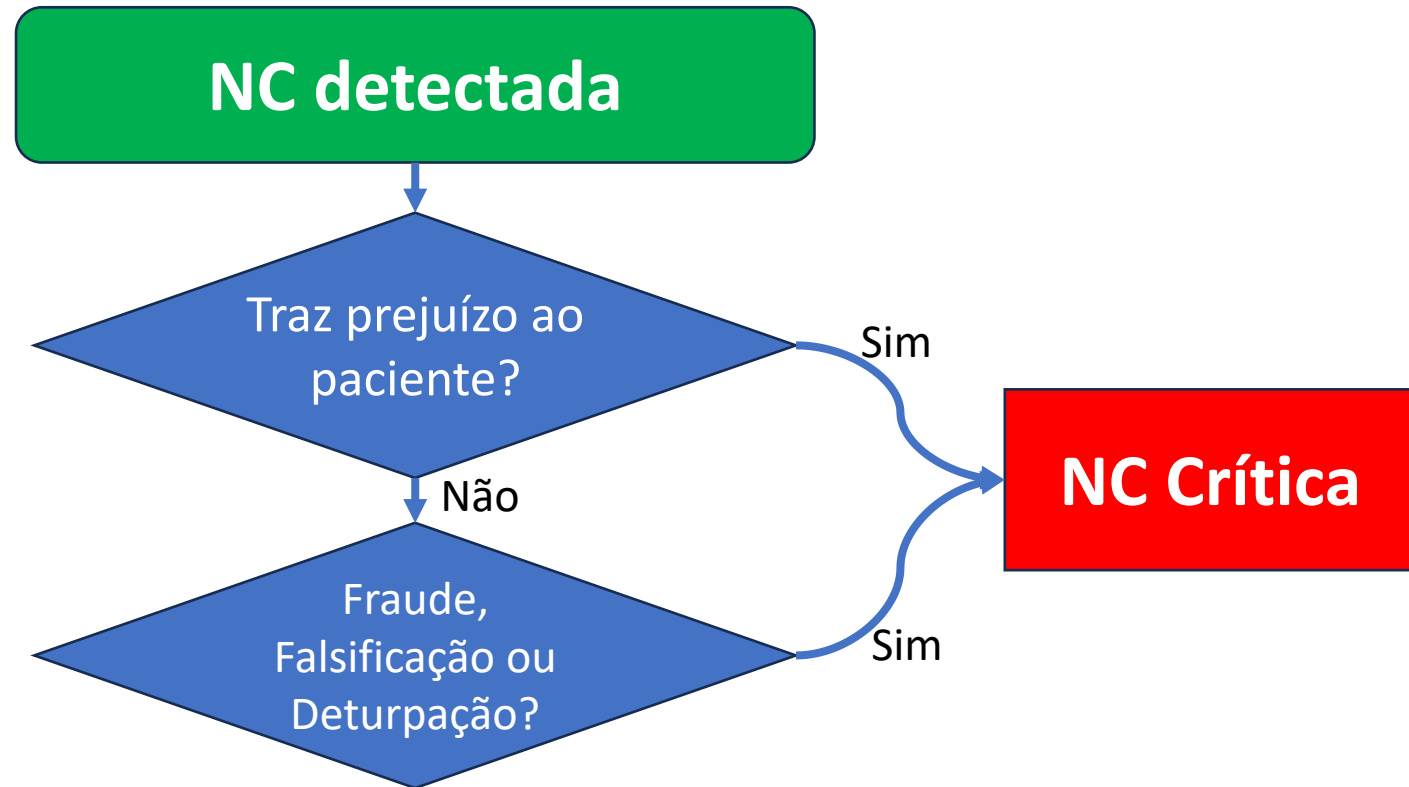 NC detectada
Traz prejuízo ao
paciente?
Sim
NC Crítica
Não
Fraude,
Falsificação ou
Deturpação?
Sim